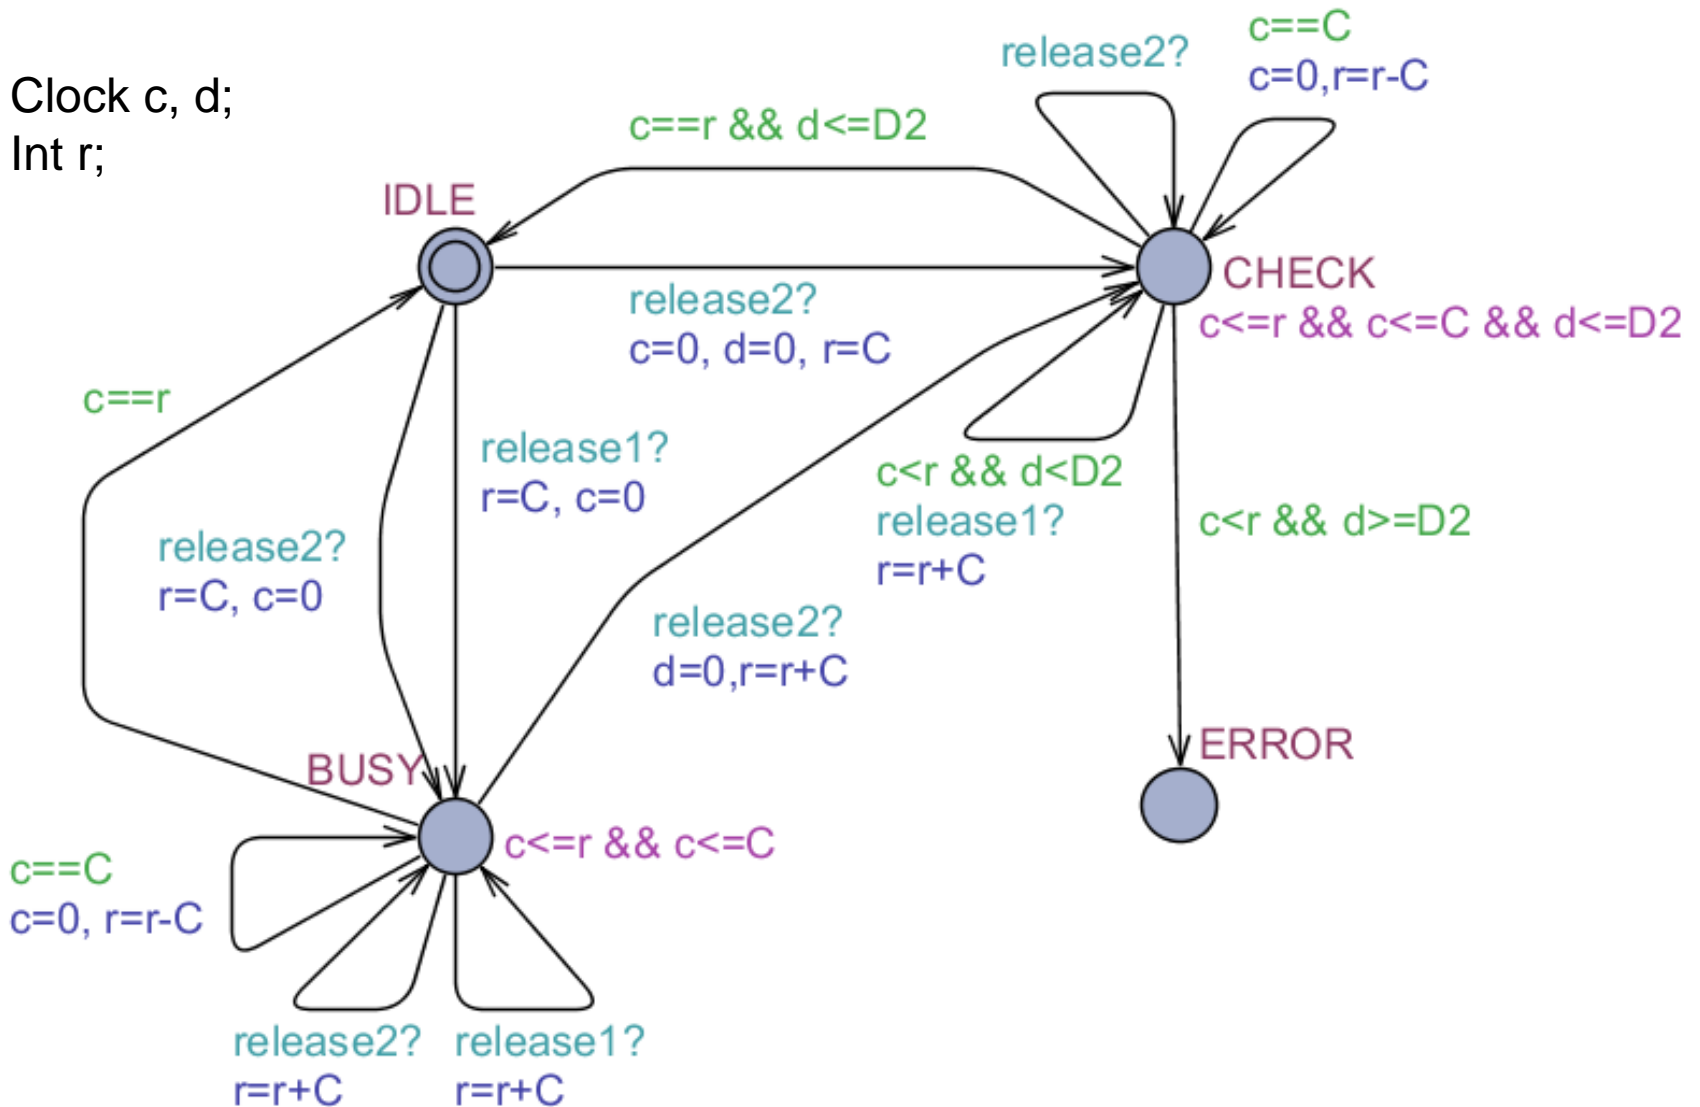 Clock c, d;
Int r;
release2?
c==C
c=0,r=r-C
c==r && d<=D2
IDLE
CHECK
c<=r && c<=C && d<=D2
release2?
c=0, d=0, r=C
c==r
release1?
r=C, c=0
c<r && d<D2
release1?
r=r+C
c<r && d>=D2
release2?
r=C, c=0
release2?
d=0,r=r+C
ERROR
BUSY
c<=r && c<=C
c==C
c=0, r=r-C
release2?
r=r+C
release1?
r=r+C